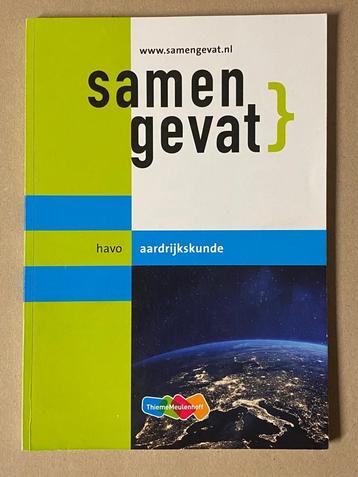 www.samengevat.nl
samen
gevat}
havo aardrijkskunde
ThiemeMeulenhoff